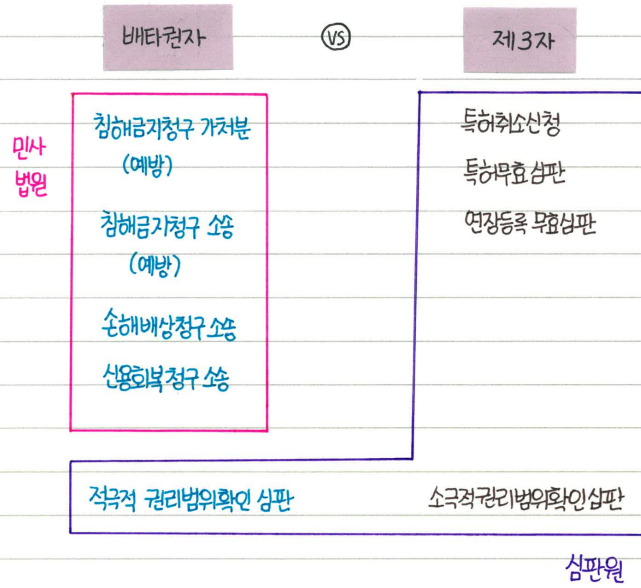 배타권자 VS 제3자
민사
법원
침해금지청구 가처분
(예방)
침해금지청구 소송
(예방)
손해배상청구 소송
신용회복청구 소송
특허취소신청
특허무효심판
연장등록 무효심판
적극적 권리범위확인 심판
소극적권리범위확인심판
심판원